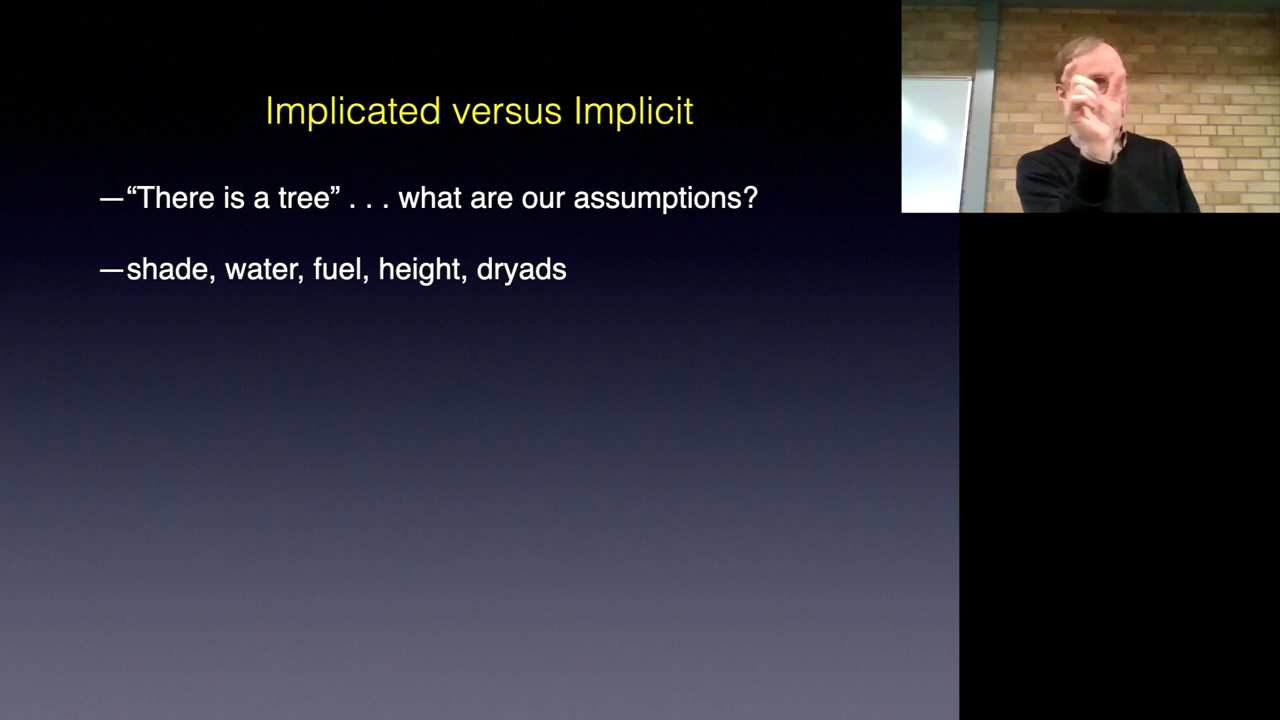 Implicated versus Implicit
—“There is a tree” . . . what are our assumptions?
—shade, water, fuel, height, dryads